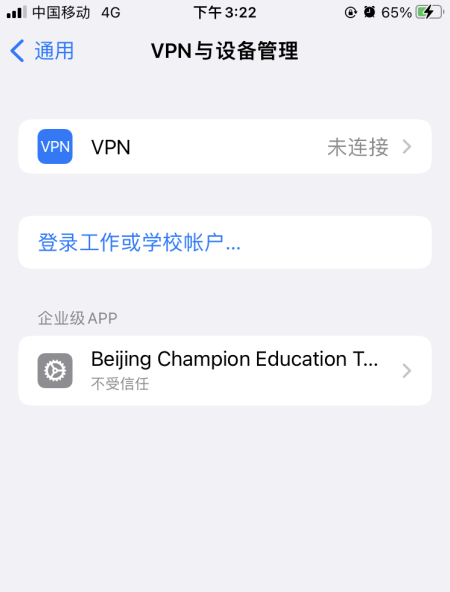 中国移动 4G 下午3:22 65%
通用 VPN与设备管理
VPN VPN 未连接
登录工作或学校帐户...
企业级APP
Beijing Champion Education T...
不受信任